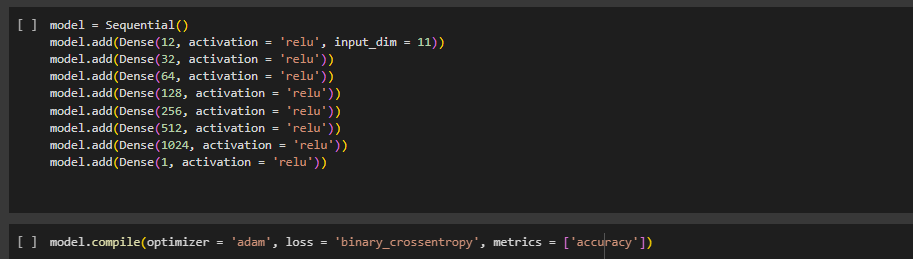 [ ] model = Sequential()
model.add(Dense(12, activation = 'relu', input_dim = 11))
model.add(Dense(32, activation = 'relu'))
model.add(Dense(64, activation = 'relu'))
model.add(Dense(128, activation = 'relu'))
model.add(Dense(256, activation = 'relu'))
model.add(Dense(512, activation = 'relu'))
model.add(Dense(1024, activation = 'relu'))
model.add(Dense(1, activation = 'relu'))
[ ] model.compile(optimizer = 'adam', loss = 'binary_crossentropy', metrics = ['accuracy'])